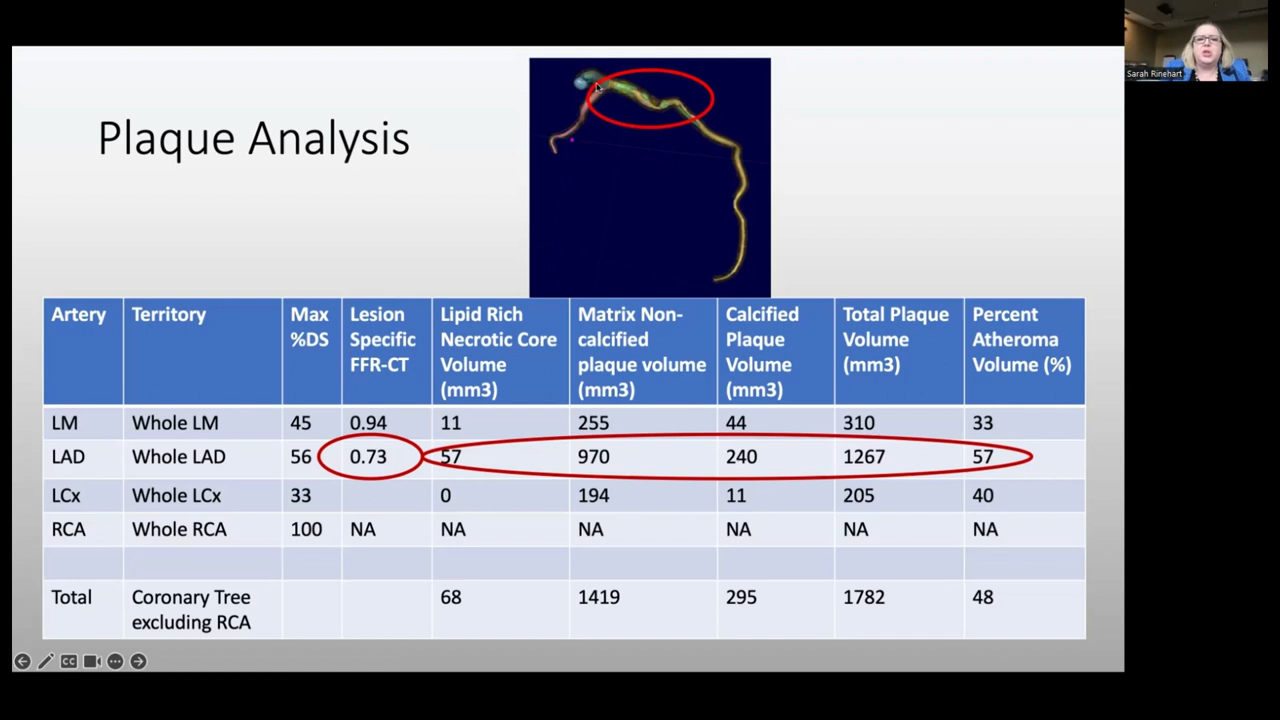 Sarah Rinehart
Plaque Analysis
Artery Territory Max %DS Lesion Specific FFR-CT Lipid Rich Necrotic Core Volume (mm3) Matrix Non-calcified plaque volume (mm3) Calcified Plaque Volume (mm3) Total Plaque Volume (mm3) Percent Atheroma Volume (%)
LM Whole LM 45 0.94 11 255 44 310 33
LAD Whole LAD 56 0.73 57 970 240 1267 57
LCx Whole LCx 33 0 194 11 205 40
RCA Whole RCA 100 NA NA NA NA NA NA
Total Coronary Tree excluding RCA 68 1419 295 1782 48
CC